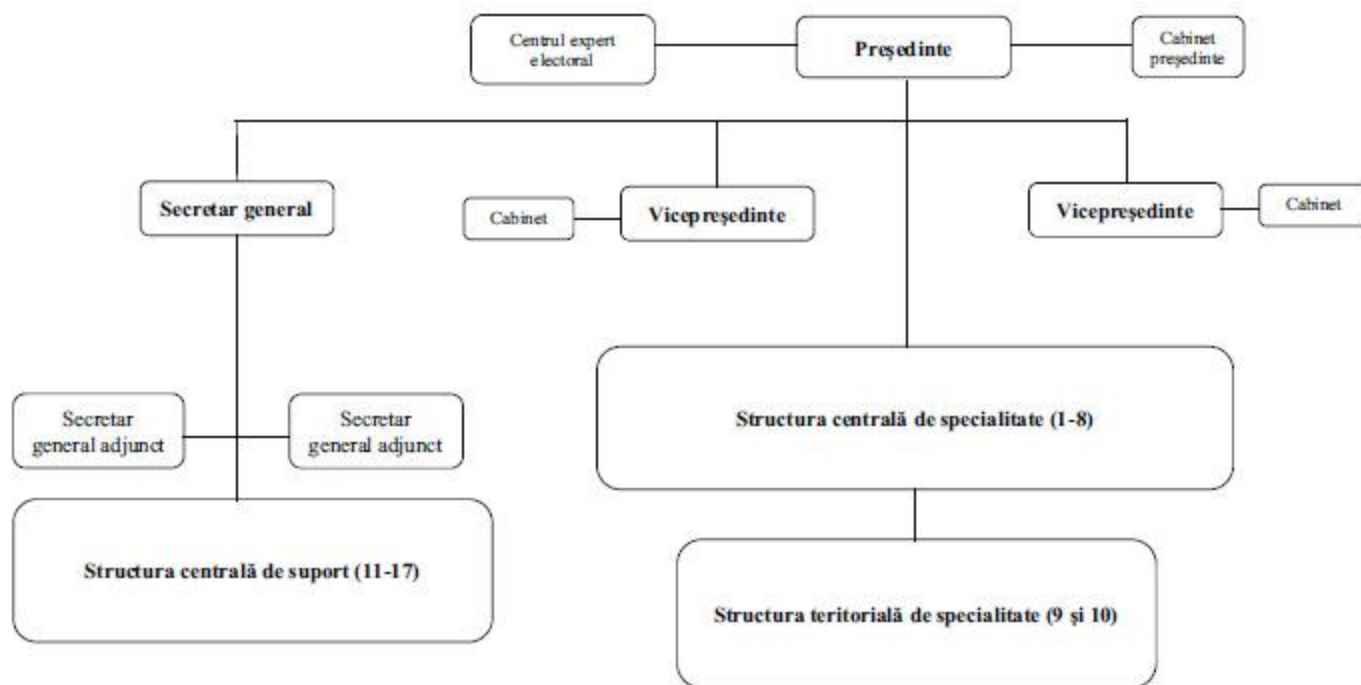 Centrul expert
electoral
Președinte
Cabinet
președinte
Secretar general
Cabinet
Vicepreședinte
Vicepreședinte
Cabinet
Secretar
general adjunct
Secretar
general adjunct
Structura centrală de specialitate (1-8)
Structura centrală de suport (11-17)
Structura teritorială de specialitate (9 și 10)